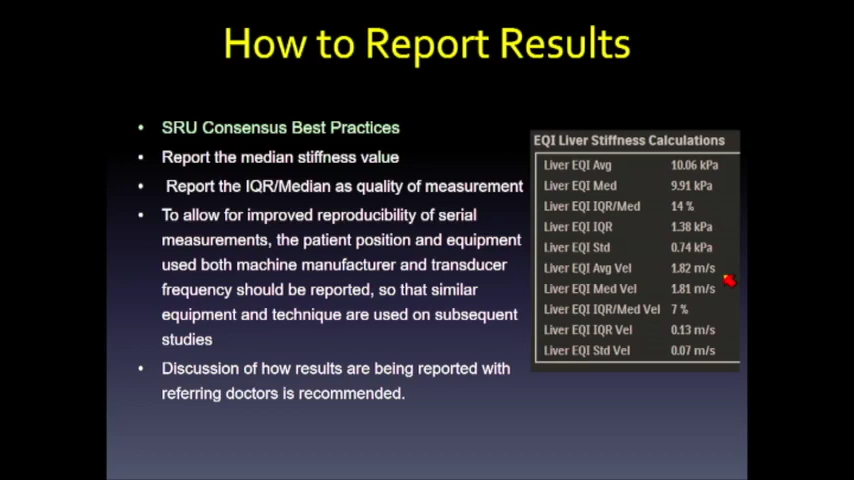 How to Report Results
• SRU Consensus Best Practices
• Report the median stiffness value
• Report the IQR/Median as quality of measurement
• To allow for improved reproducibility of serial
measurements, the patient position and equipment
used both machine manufacturer and transducer
frequency should be reported, so that similar
equipment and technique are used on subsequent
studies
• Discussion of how results are being reported with
referring doctors is recommended.
EQI Liver Stiffness Calculations
Liver EQI Avg 10.06 kPa
Liver EQI Med 9.91 kPa
Liver EQI IQR/Med 14 %
Liver EQI IQR 1.38 kPa
Liver EQI Std 0.74 kPa
Liver EQI Avg Vel 1.82 m/s
Liver EQI Med Vel 1.81 m/s
Liver EQI IQR/Med Vel 7 %
Liver EQI IQR Vel 0.13 m/s
Liver EQI Std Vel 0.07 m/s